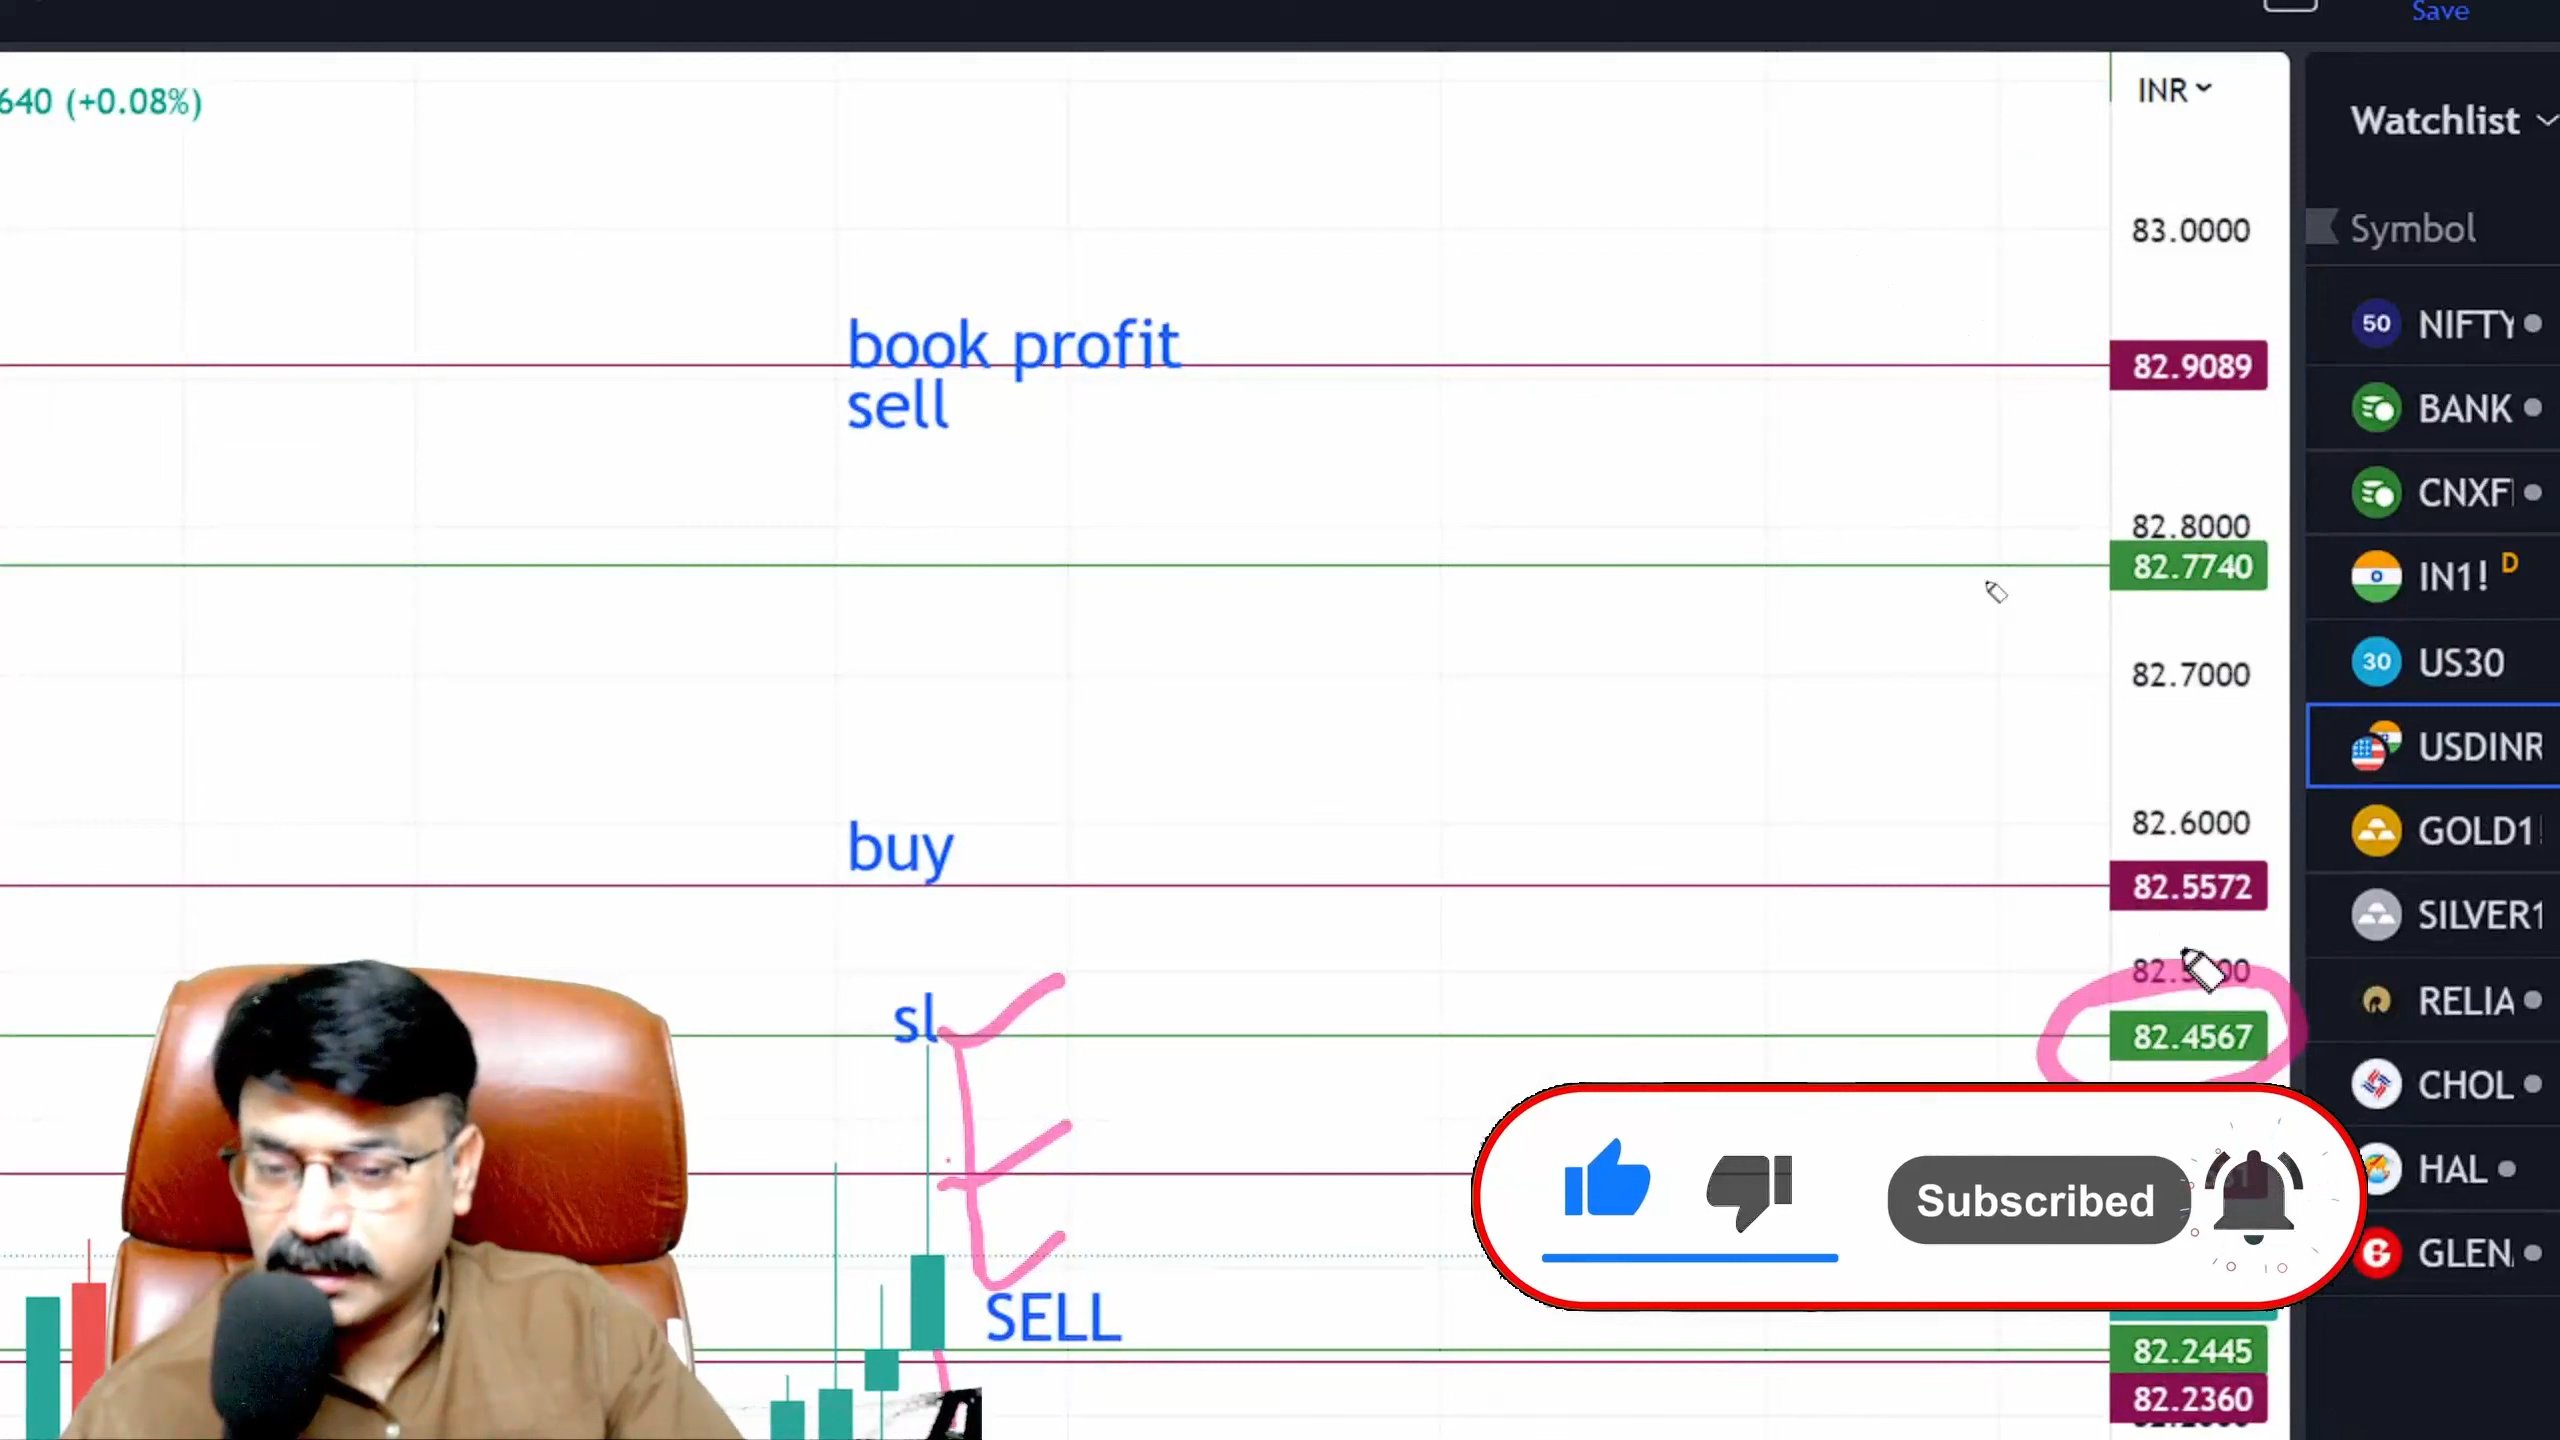 Save
640 (+0.08%)
INR
Watchlist
Symbol
83.0000
book profit
82.9089
sell
50 NIFTY
BANK
CNXF
82.8000
82.7740
IN1! D
30 US30
82.7000
USDINR
82.6000
GOLD1
buy
82.5572
SILVER1
RELIA
sl
82.4567
CHOL
HAL
Subscribed
GLEN
SELL
82.2445
82.2360